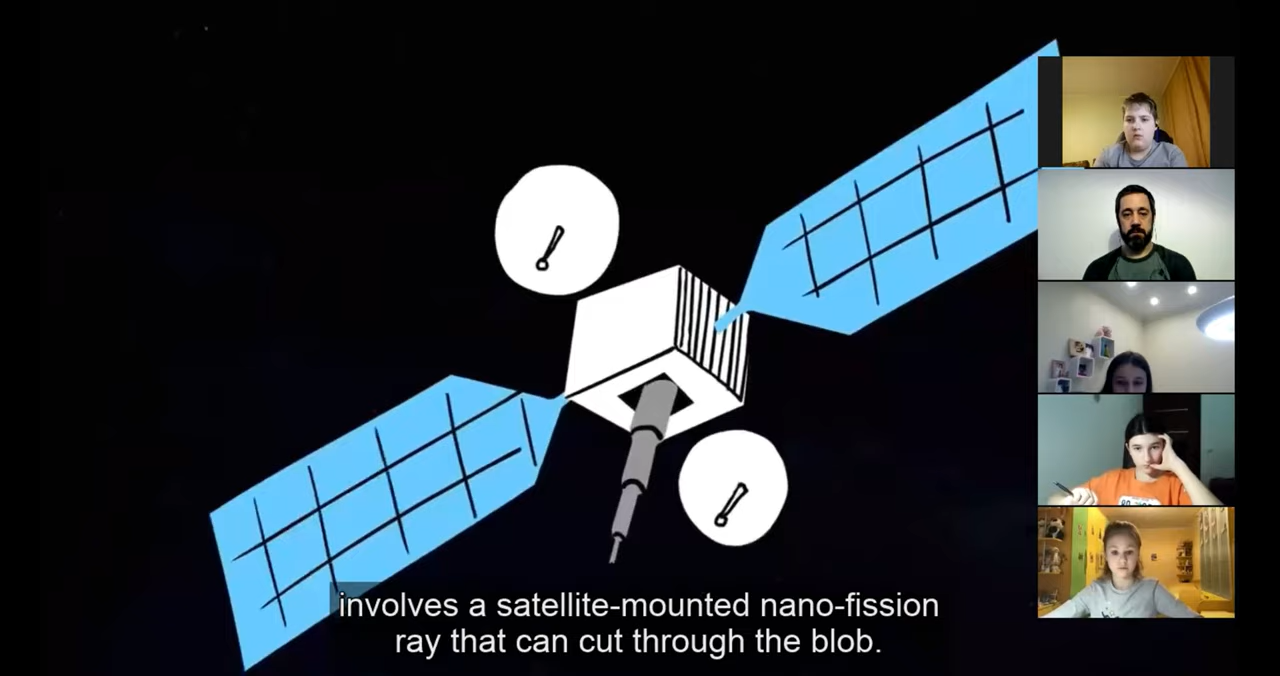 involves a satellite-mounted nano-fission
ray that can cut through the blob.